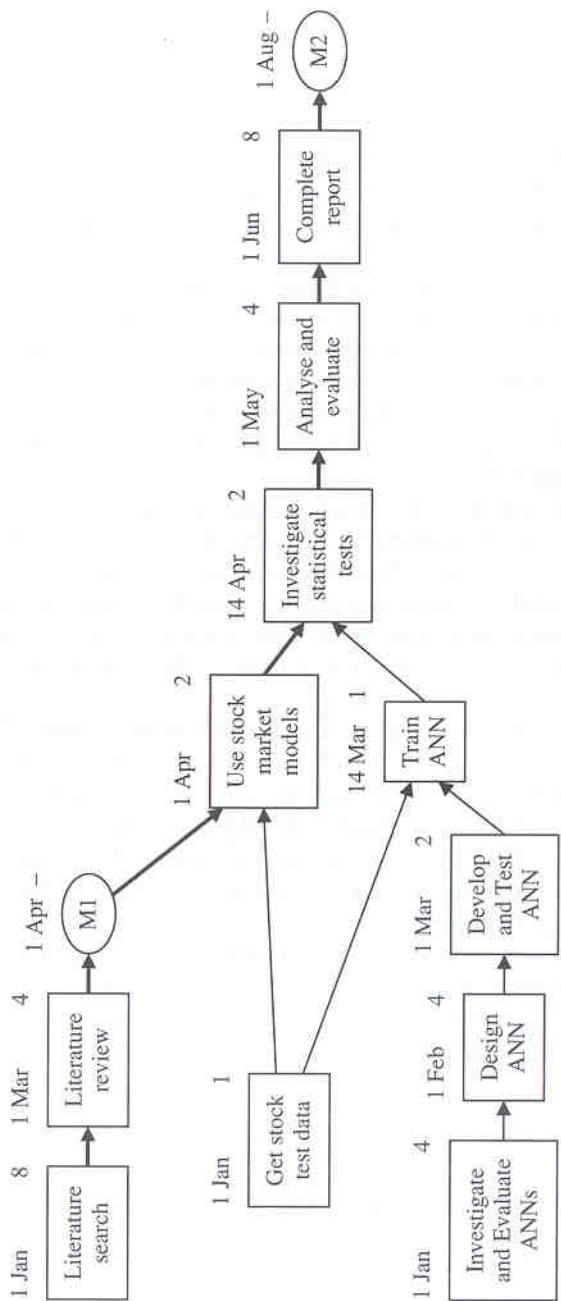 1 Jan 8
Literature
search
1 Mar 4
Literature
review
1 Apr –
M1
1 Jan 1
Get stock
test data
1 Apr 2
Use stock
market
models
1 Jan 4
Investigate
and Evaluate
ANNs
1 Feb 4
Design
ANN
1 Mar 2
Develop
and Test
ANN
14 Mar 1
Train
ANN
14 Apr 2
Investigate
statistical
tests
1 May 4
Analyse and
evaluate
1 Jun 8
Complete
report
1 Aug –
M2